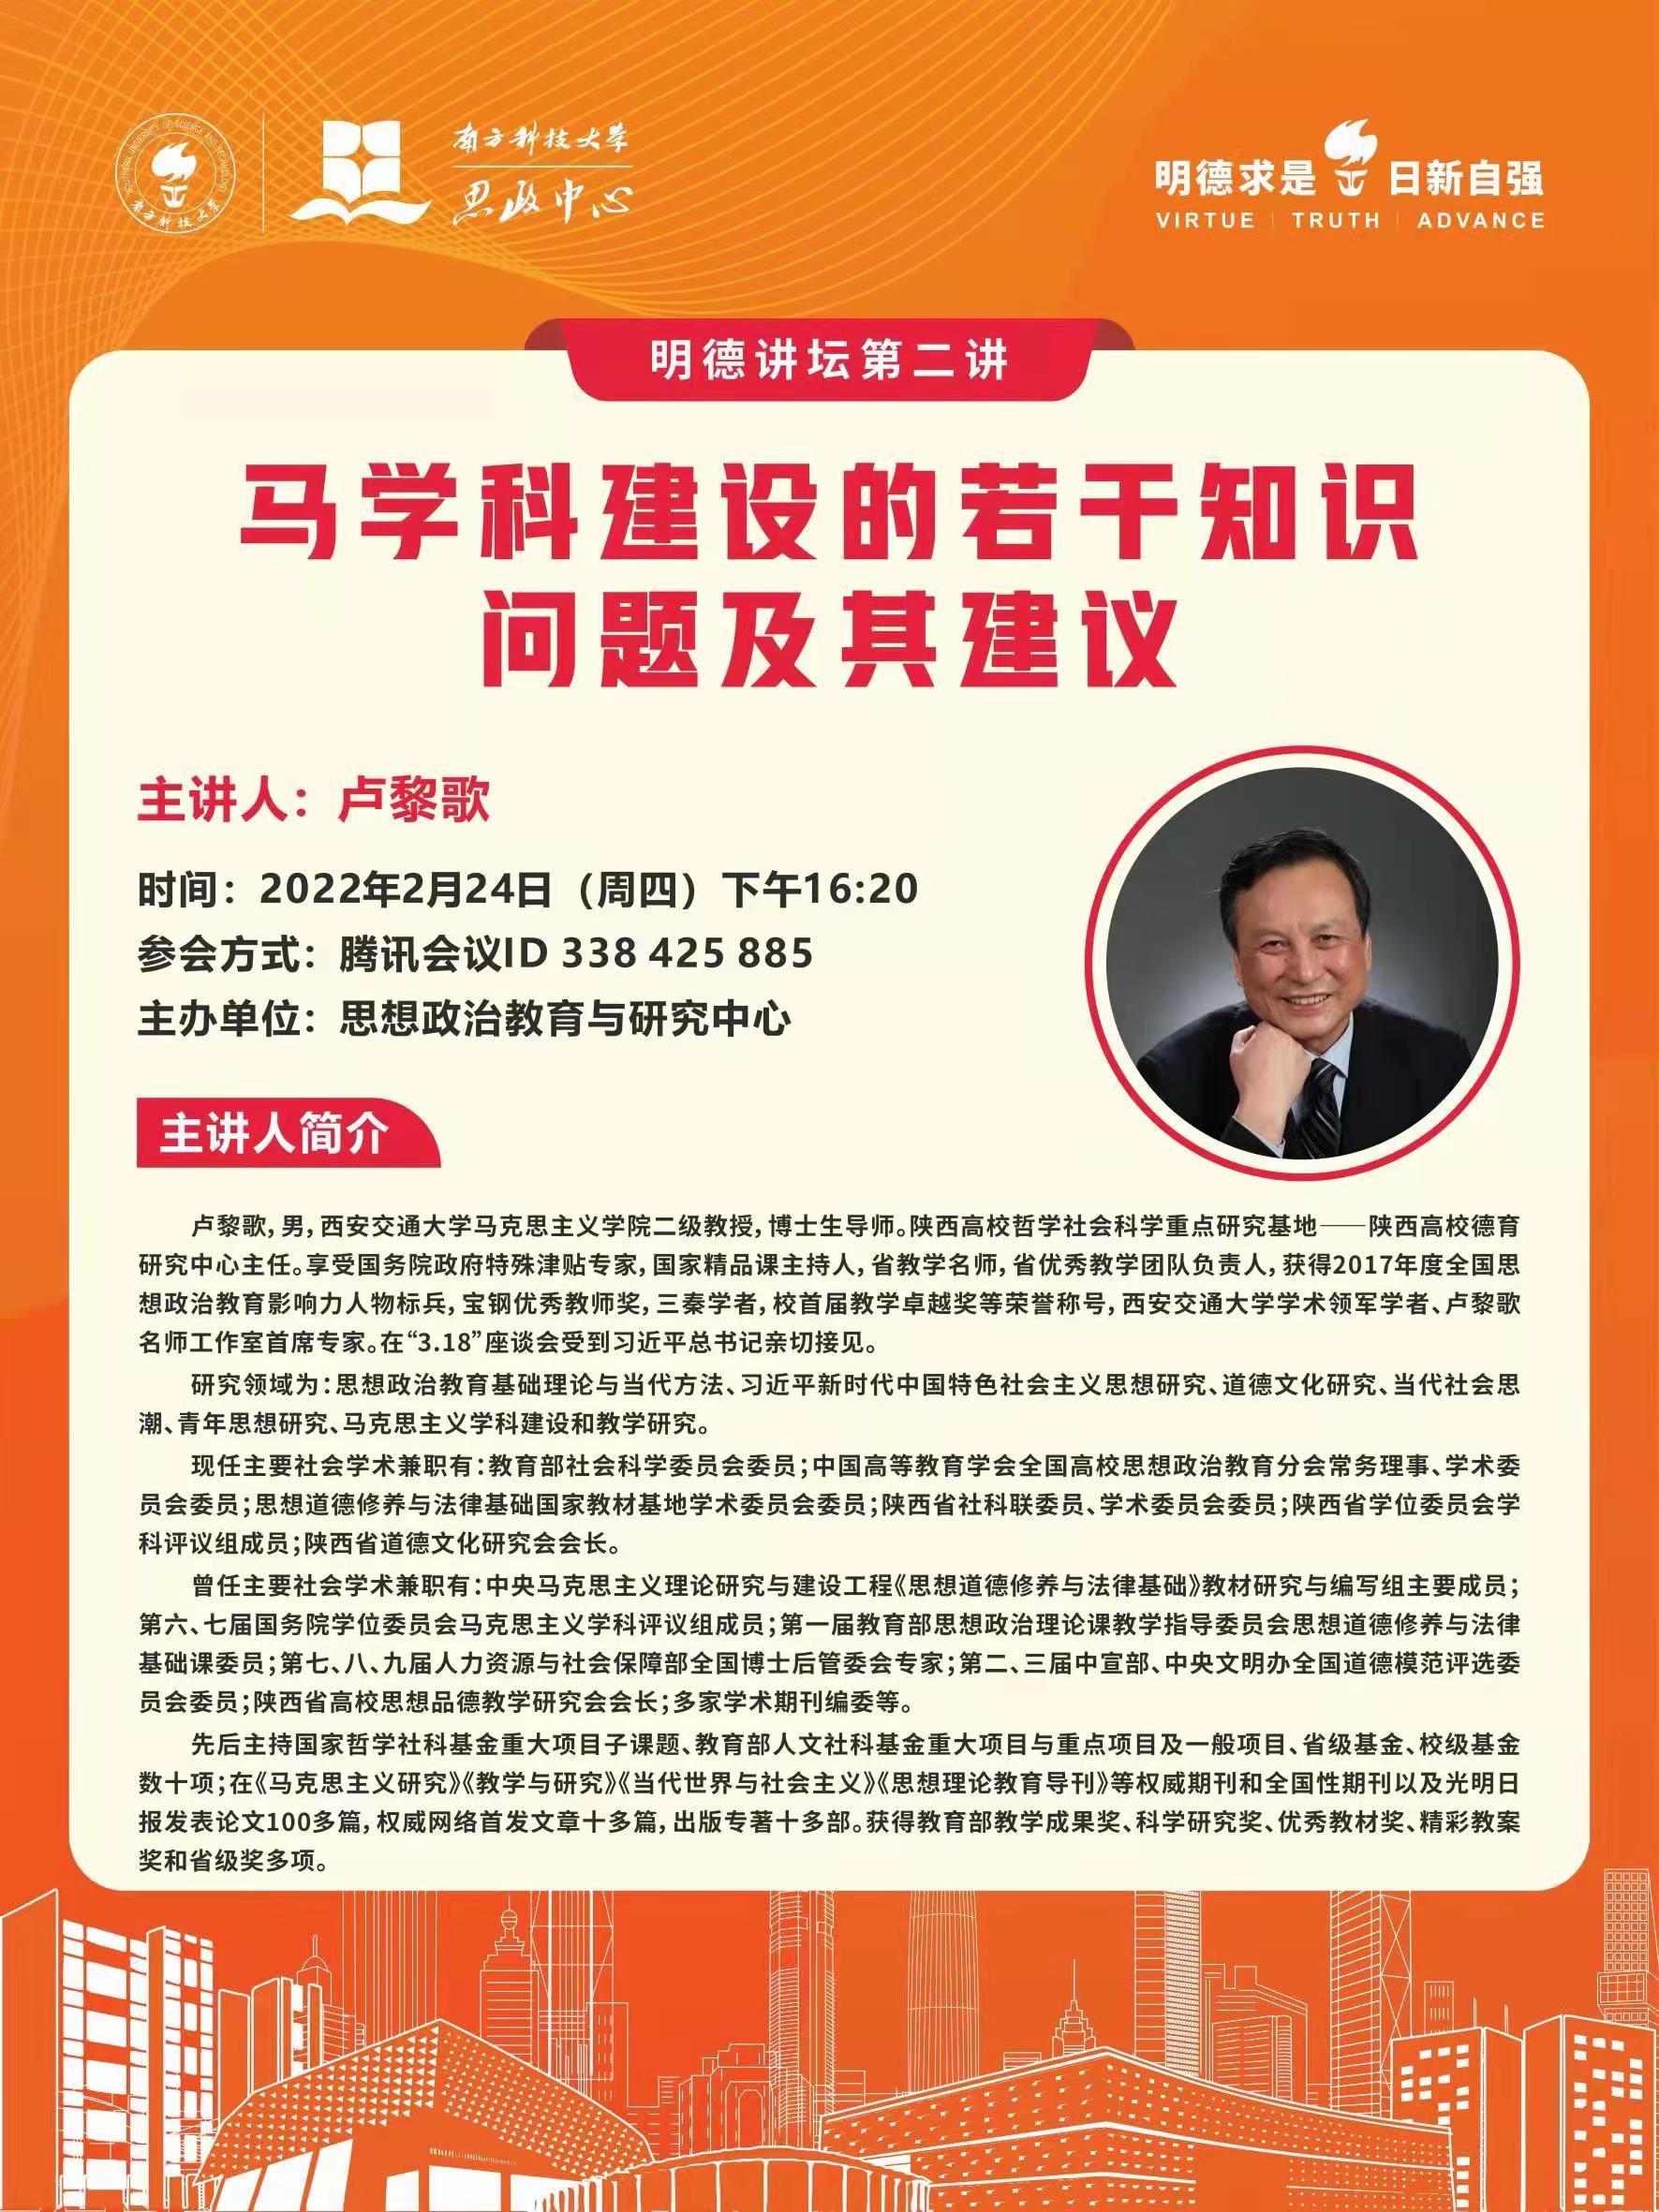 SOUTHERN UNIVERSITY OF SCIENCE AND TECHNOLOGY
南方科技大学
南方科技大学
思政中心
明德求是 日新自强
VIRTUE | TRUTH | ADVANCE
明德讲坛第二讲
马学科建设的若干知识
问题及其建议
主讲人：卢黎歌
时间：2022年2月24日（周四）下午16:20
参会方式：腾讯会议ID 338 425 885
主办单位：思想政治教育与研究中心
主讲人简介
卢黎歌，男，西安交通大学马克思主义学院二级教授，博士生导师。陕西高校哲学社会科学重点研究基地——陕西高校德育
研究中心主任。享受国务院政府特殊津贴专家，国家精品课主持人，省教学名师，省优秀教学团队负责人，获得2017年度全国思
想政治教育影响力人物标兵，宝钢优秀教师奖，三秦学者，校首届教学卓越奖等荣誉称号，西安交通大学学术领军学者、卢黎歌
名师工作室首席专家。在“3.18”座谈会受到习近平总书记亲切接见。
研究领域为：思想政治教育基础理论与当代方法、习近平新时代中国特色社会主义思想研究、道德文化研究、当代社会思
潮、青年思想研究、马克思主义学科建设和教学研究。
现任主要社会学术兼职有：教育部社会科学委员会委员；中国高等教育学会全国高校思想政治教育分会常务理事、学术委
员会委员；思想道德修养与法律基础国家教材基地学术委员会委员；陕西省社科联委员、学术委员会委员；陕西省学位委员会学
科评议组成员；陕西省道德文化研究会会长。
曾任主要社会学术兼职有：中央马克思主义理论研究与建设工程《思想道德修养与法律基础》教材研究与编写组主要成员；
第六、七届国务院学位委员会马克思主义学科评议组成员；第一届教育部思想政治理论课教学指导委员会思想道德修养与法律
基础课委员；第七、八、九届人力资源与社会保障部全国博士后管委会专家；第二、三届中宣部、中央文明办全国道德模范评选委
员会委员；陕西省高校思想品德教学研究会会长；多家学术期刊编委等。
先后主持国家哲学社科基金重大项目子课题、教育部人文社科基金重大项目与重点项目及一般项目、省级基金、校级基金
数十项；在《马克思主义研究》《教学与研究》《当代世界与社会主义》《思想理论教育导刊》等权威期刊和全国性期刊以及光明日
报发表论文100多篇，权威网络首发文章十多篇，出版专著十多部。获得教育部教学成果奖、科学研究奖、优秀教材奖、精彩教案
奖和省级奖多项。